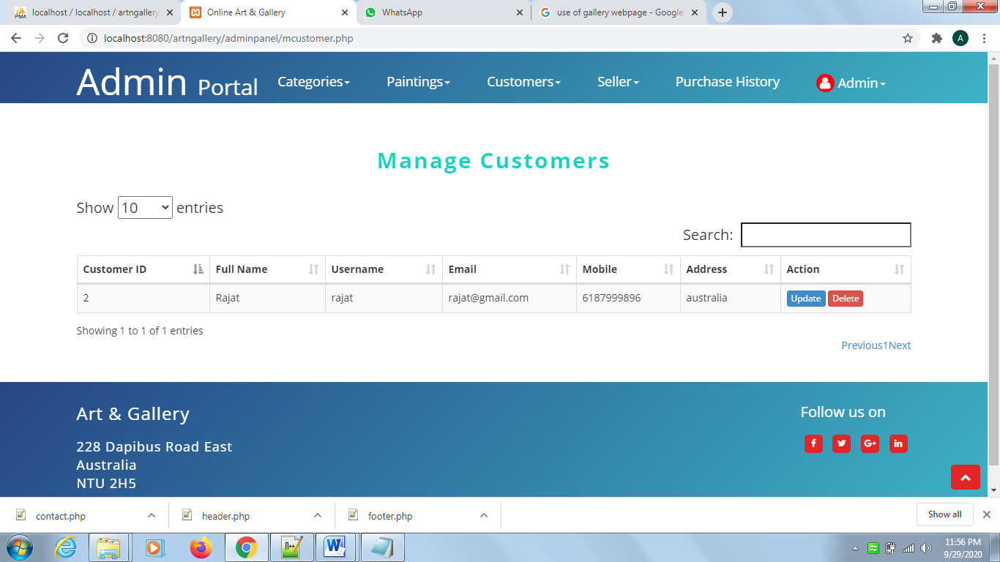 localhost / localhost / artngallery
Online Art & Gallery
WhatsApp
use of gallery webpage - Google
localhost:8080/artngallery/adminpanel/mcustomer.php
A
Admin Portal
Categories
Paintings
Customers
Seller
Purchase History
Admin
Manage Customers
Show 10 entries
Search:
Customer ID Full Name Username Email Mobile Address Action
2 Rajat rajat rajat@gmail.com 6187999896 australia Update Delete
Showing 1 to 1 of 1 entries
Previous1Next
Art & Gallery
228 Dapibus Road East
Australia
NTU 2H5
Follow us on
contact.php
header.php
footer.php
Show all
11:56 PM
9/29/2020